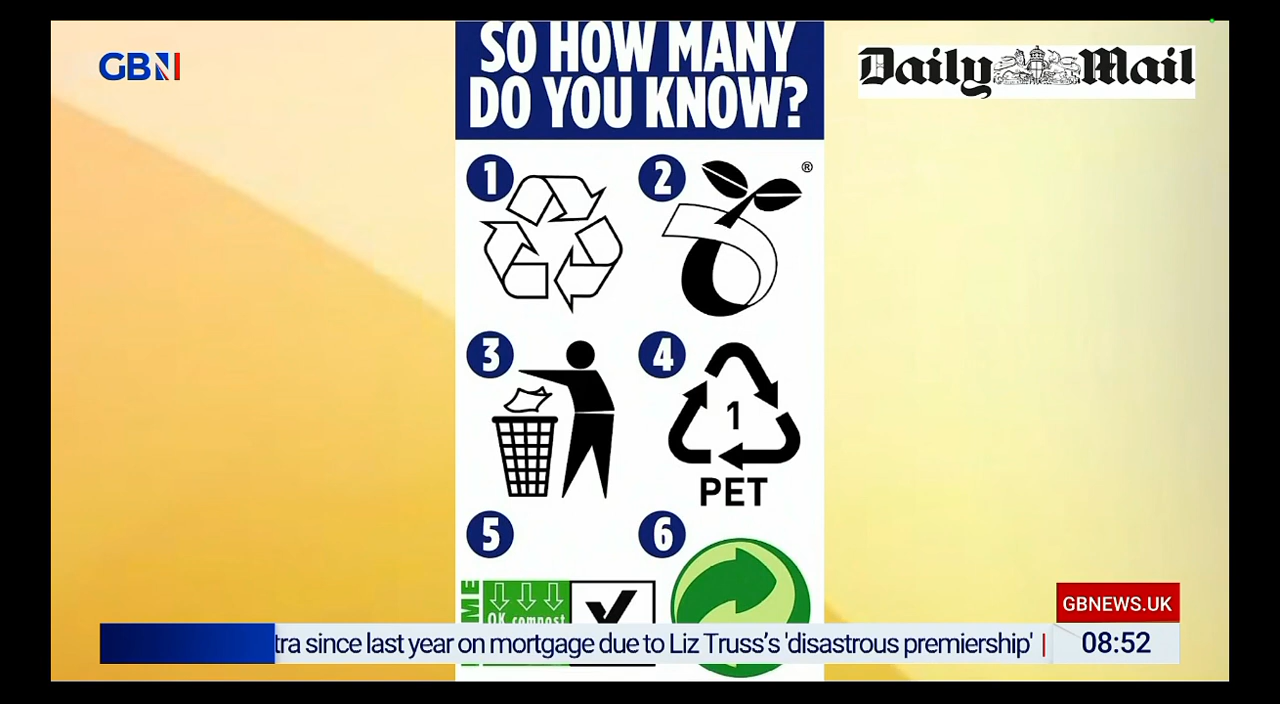 GBN
SO HOW MANY
DO YOU KNOW?
Daily Mail
1
2
®
3
4
1
PET
5
6
ME
OK compost
GBNEWS.UK
tra since last year on mortgage due to Liz Truss's 'disastrous premiership' |
08:52